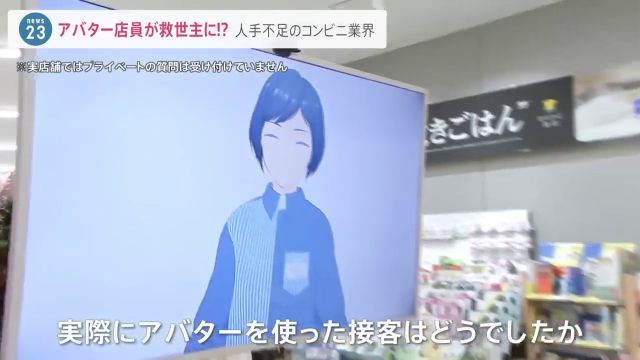 news
23
アバター店員が救世主に!? 人手不足のコンビニ業界
※実店舗ではプライベートの質問は受け付けていません
きごはん
実際にアバターを使った接客はどうでしたか